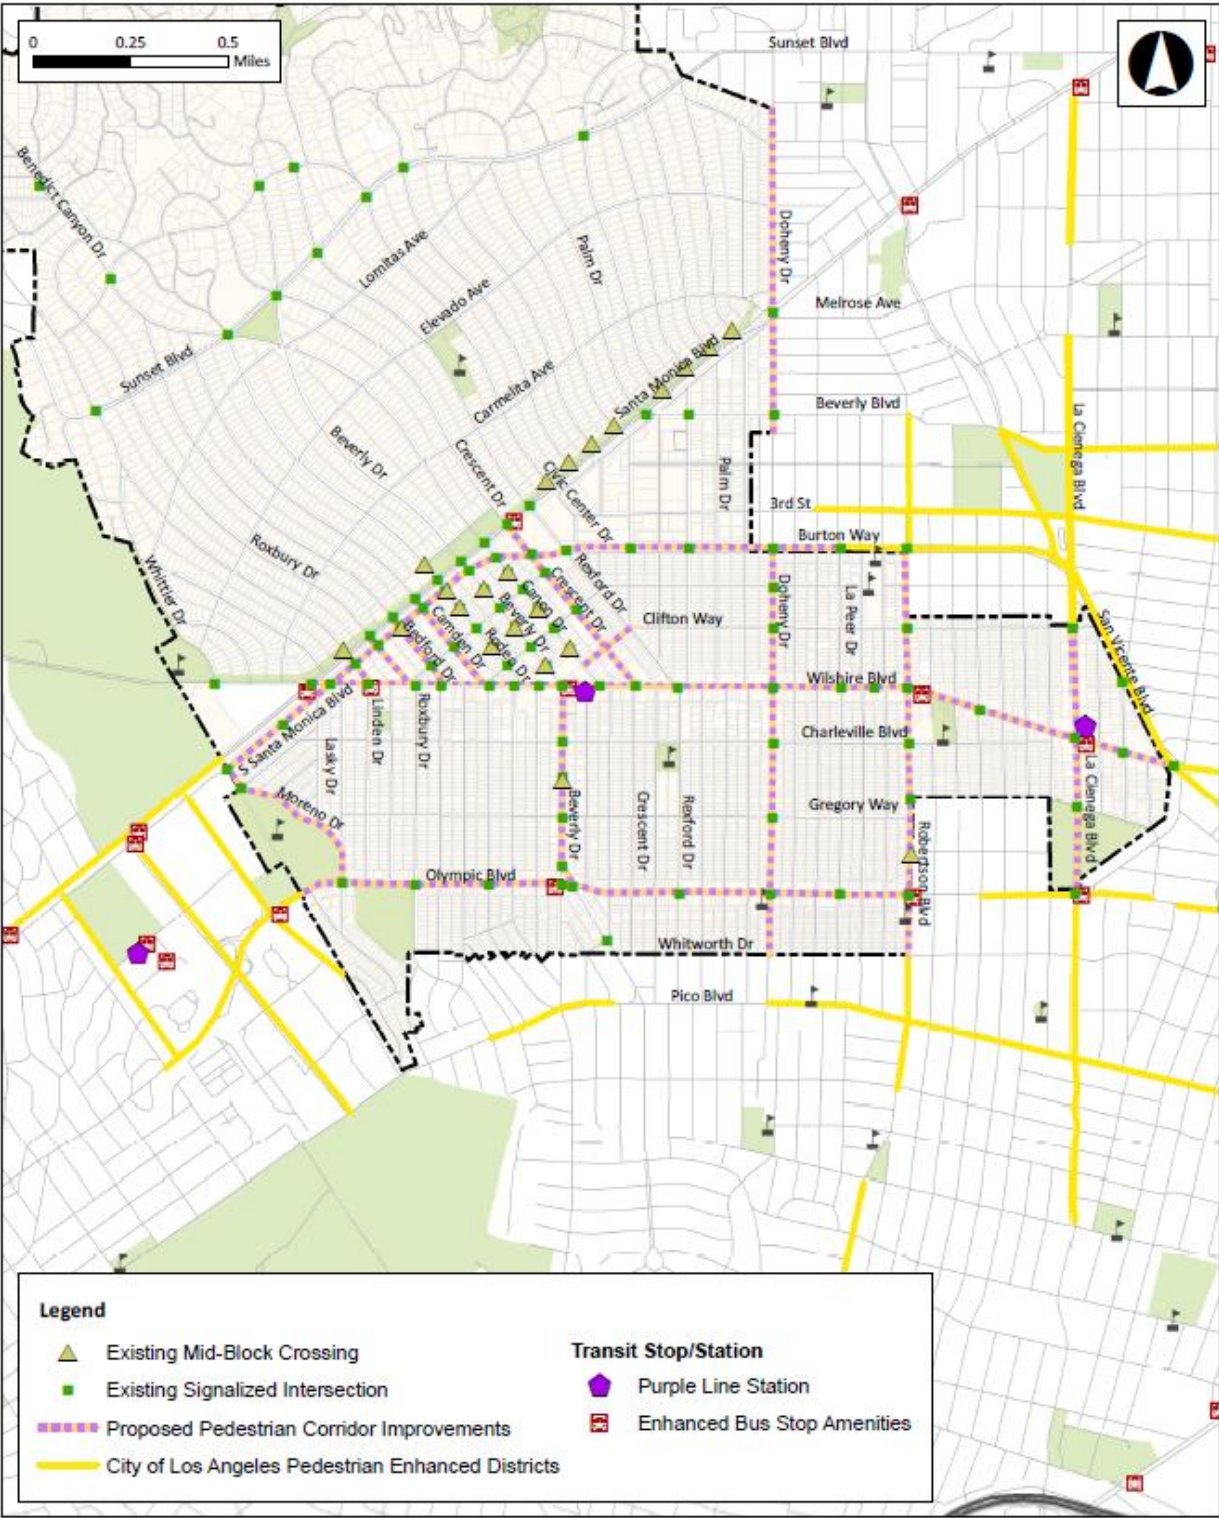 0 0.25 0.5
Miles
Sunset Blvd
Benedict Canyon Dr
Doheny Dr
Lomitas Ave
Palm Dr
Elevado Ave
Melrose Ave
Sunset Blvd
Santa Monica Blvd
Carmelita Ave
Beverly Blvd
La Cienega Blvd
Beverly Dr
Crescent Dr
Civic Center Dr
Palm Dr
3rd St
Burton Way
Roxbury Dr
Whittier Dr
Rexford Dr
Crescent Dr
Canon Dr
Beverly Dr
Rodeo Dr
Camden Dr
Bedford Dr
Clifton Way
Doheny Dr
La Peer Dr
San Vicente Blvd
Wilshire Blvd
S Santa Monica Blvd
Linden Dr
Roxbury Dr
Lasky Dr
Charleville Blvd
La Cienega Blvd
Moreno Dr
Beverly Dr
Crescent Dr
Rexford Dr
Gregory Way
Robertson Blvd
Olympic Blvd
Whitworth Dr
Pico Blvd
Legend
Existing Mid-Block Crossing
Existing Signalized Intersection
Proposed Pedestrian Corridor Improvements
City of Los Angeles Pedestrian Enhanced Districts
Transit Stop/Station
Purple Line Station
Enhanced Bus Stop Amenities